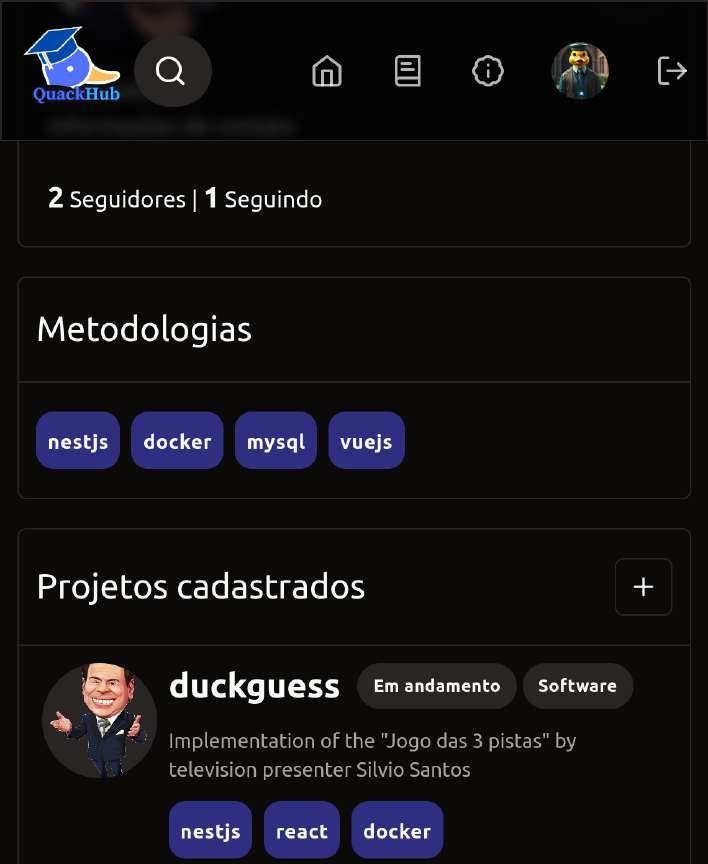 QuackHub
2 Seguidores | 1 Seguindo
Metodologias
nestjs docker mysql vuejs
Projetos cadastrados
duckguess Em andamento Software
Implementation of the "Jogo das 3 pistas" by
television presenter Silvio Santos
nestjs react docker